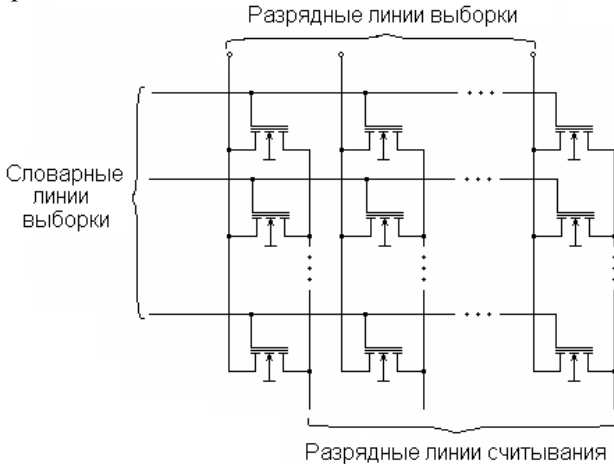 Разрядные линии выборки
Словарные
линии
выборки
Разрядные линии считывания